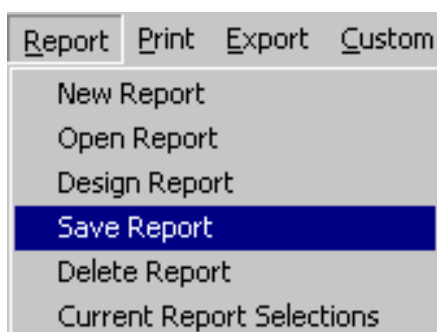 Report Print Export Custom
New Report
Open Report
Design Report
Save Report
Delete Report
Current Report Selections